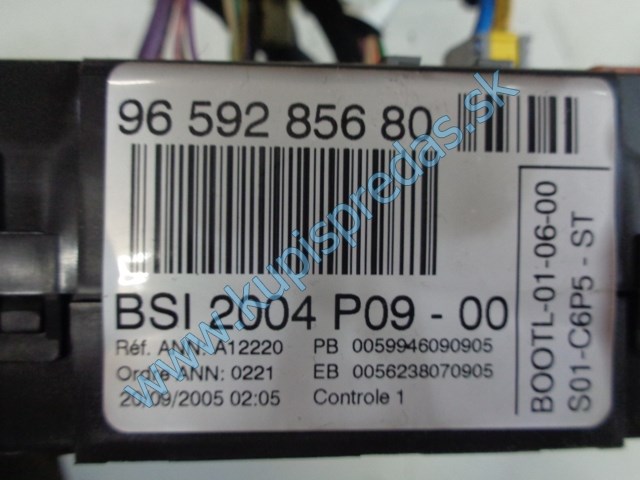 96 592 856 80
BSI 2004 P09 - 00
Réf. ANN: A12220 PB 0059946090905
Ordre ANN: 0221 EB 0056238070905
20/09/2005 02:05 Controle 1
BOOTL-01-06-00
S01-C6P5 - ST
www.kupispredas.sk